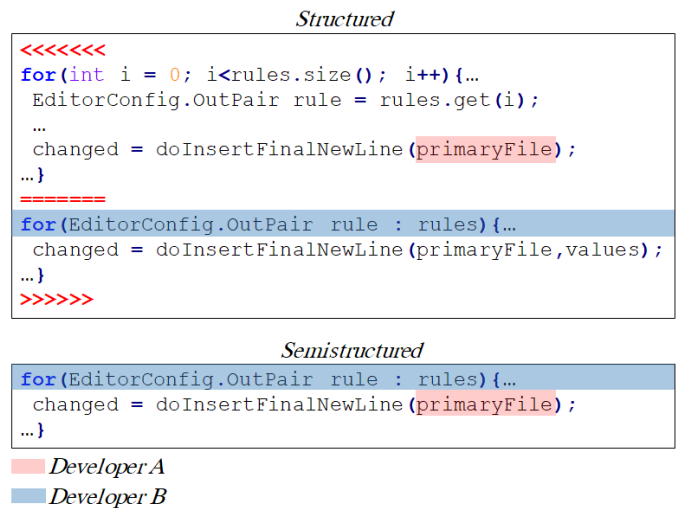 Structured
<<<<<<<
for(int i = 0; i<rules.size(); i++){…
EditorConfig.OutPair rule = rules.get(i);
…
changed = doInsertFinalNewLine(primaryFile);
…}
=======
for(EditorConfig.OutPair rule : rules){…
changed = doInsertFinalNewLine(primaryFile,values);
…}
>>>>>>
Semistructured
for(EditorConfig.OutPair rule : rules){…
changed = doInsertFinalNewLine(primaryFile);
…}
Developer A
Developer B